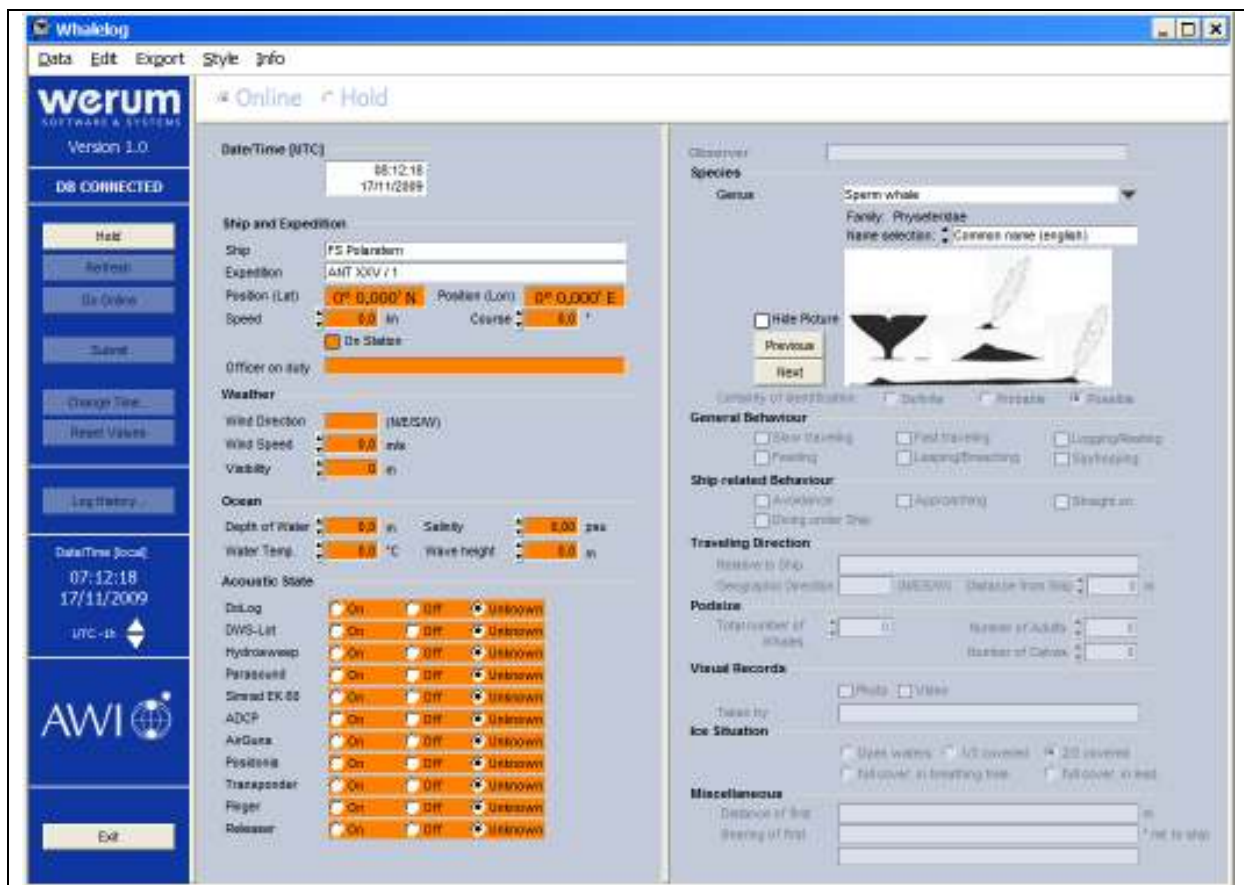 Whalelog
Data Edit Export Style Info
werum
SOFTWARE & SYSTEMS
Version 1.0
DB CONNECTED
Hold
Refresh
Go Online
Submit
Change Time...
Reset Values
Log History...
Date/Time [local]
07:12:18
17/11/2009
UTC -1h
AWI
Exit
Online Hold
Date/Time [UTC]
08:12:18
17/11/2009
Ship and Expedition
Ship FS Polarstern
Expedition ANT XXV / 1
Position (Lat) 0° 0,000' N Position (Lon) 0° 0,000' E
Speed 0,0 kn Course 0,0 °
On Station
Officer on duty
Weather
Wind Direction (N/E/S/W)
Wind Speed 0,0 m/s
Visibility 0 m
Ocean
Depth of Water 0,0 m Salinity 0,00 psu
Water Temp. 0,0 °C Wave height 0,0 m
Acoustic State
DoLog On Off Unknown
DWS-Lot On Off Unknown
Hydrosweep On Off Unknown
Parasound On Off Unknown
Simrad EK 60 On Off Unknown
ADCP On Off Unknown
AirGuns On Off Unknown
Posidonia On Off Unknown
Transponder On Off Unknown
Pinger On Off Unknown
Releaser On Off Unknown
Observer
Species
Genus Sperm whale
Family: Physeteridae
Name selection: Common name (english)
Hide Picture
Previous
Next
Certainty of identification Definite Probable Possible
General Behaviour
Slow traveling Fast traveling Logging/Resting
Feeding Leaping/Breaching Spyhopping
Ship-related Behaviour
Avoidance Approaching Straight on
Diving under Ship
Traveling Direction
Relative to Ship
Geographic Direction (N/E/S/W) Distance from Ship 0 m
Podsize
Total number of Whales 0 Number of Adults 0
Number of Calves 0
Visual Records
Photo Video
Taken by
Ice Situation
Open waters 1/3 covered 2/3 covered
full cover: in breathing hole full cover: in lead
Miscellaneous
Distance of first m
Bearing of first ° rel. to ship